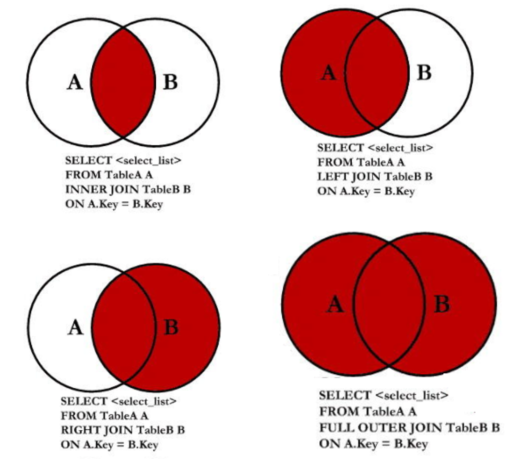 A B
SELECT <select_list>
FROM TableA A
INNER JOIN TableB B
ON A.Key = B.Key
A B
SELECT <select_list>
FROM TableA A
LEFT JOIN TableB B
ON A.Key = B.Key
A B
SELECT <select_list>
FROM TableA A
RIGHT JOIN TableB B
ON A.Key = B.Key
A B
SELECT <select_list>
FROM TableA A
FULL OUTER JOIN TableB B
ON A.Key = B.Key